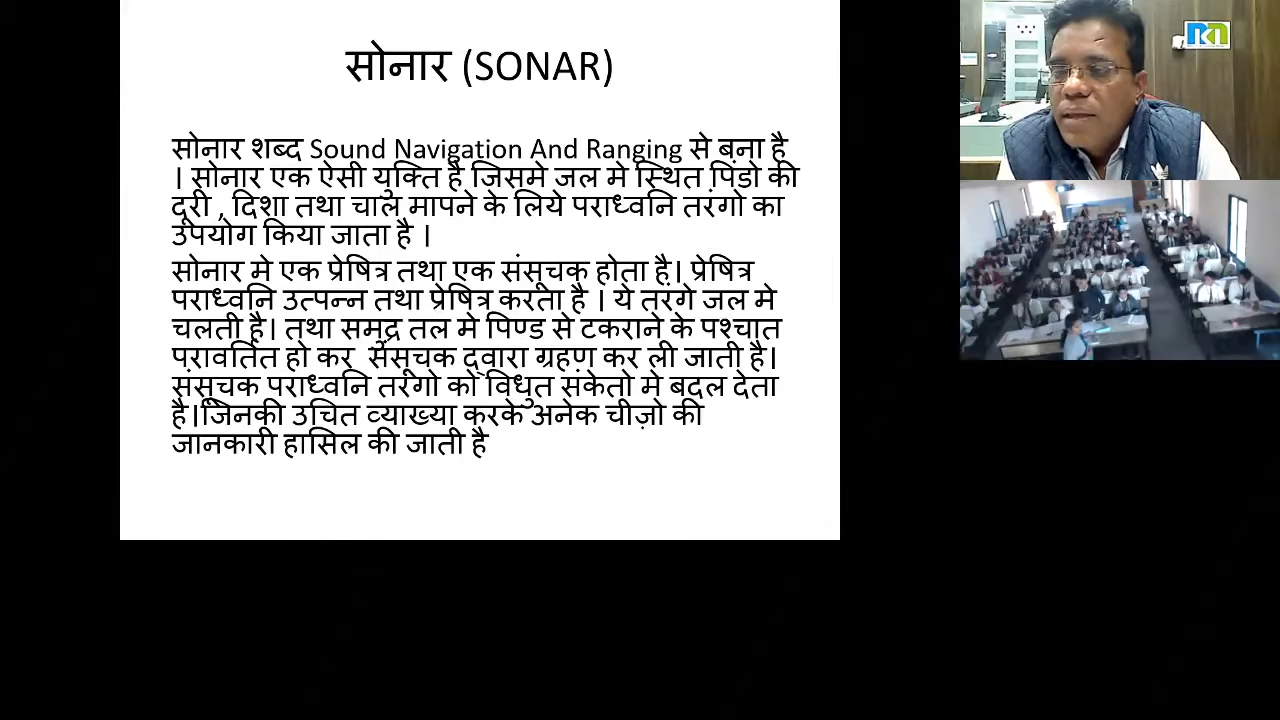 सोनार (SONAR)
सोनार शब्द Sound Navigation And Ranging से बना है
। सोनार एक ऐसी युक्ति है जिसमे जल मे स्थित पिंडो की
दूरी , दिशा तथा चाल मापने के लिये पराध्वनि तरंगो का
उपयोग किया जाता है ।
सोनार मे एक प्रेषित्र तथा एक संसूचक होता है। प्रेषित्र
पराध्वनि उत्पन्न तथा प्रेषित्र करता है । ये तरंगे जल मे
चलती है। तथा समुद्र तल मे पिण्ड से टकराने के पश्चात
परावर्तित हो कर संसूचक द्वारा ग्रहण कर ली जाती है।
संसूचक पराध्वनि तरंगो को विधुत संकेतो मे बदल देता
है।जिनकी उचित व्याख्या करके अनेक चीज़ो की
जानकारी हासिल की जाती है